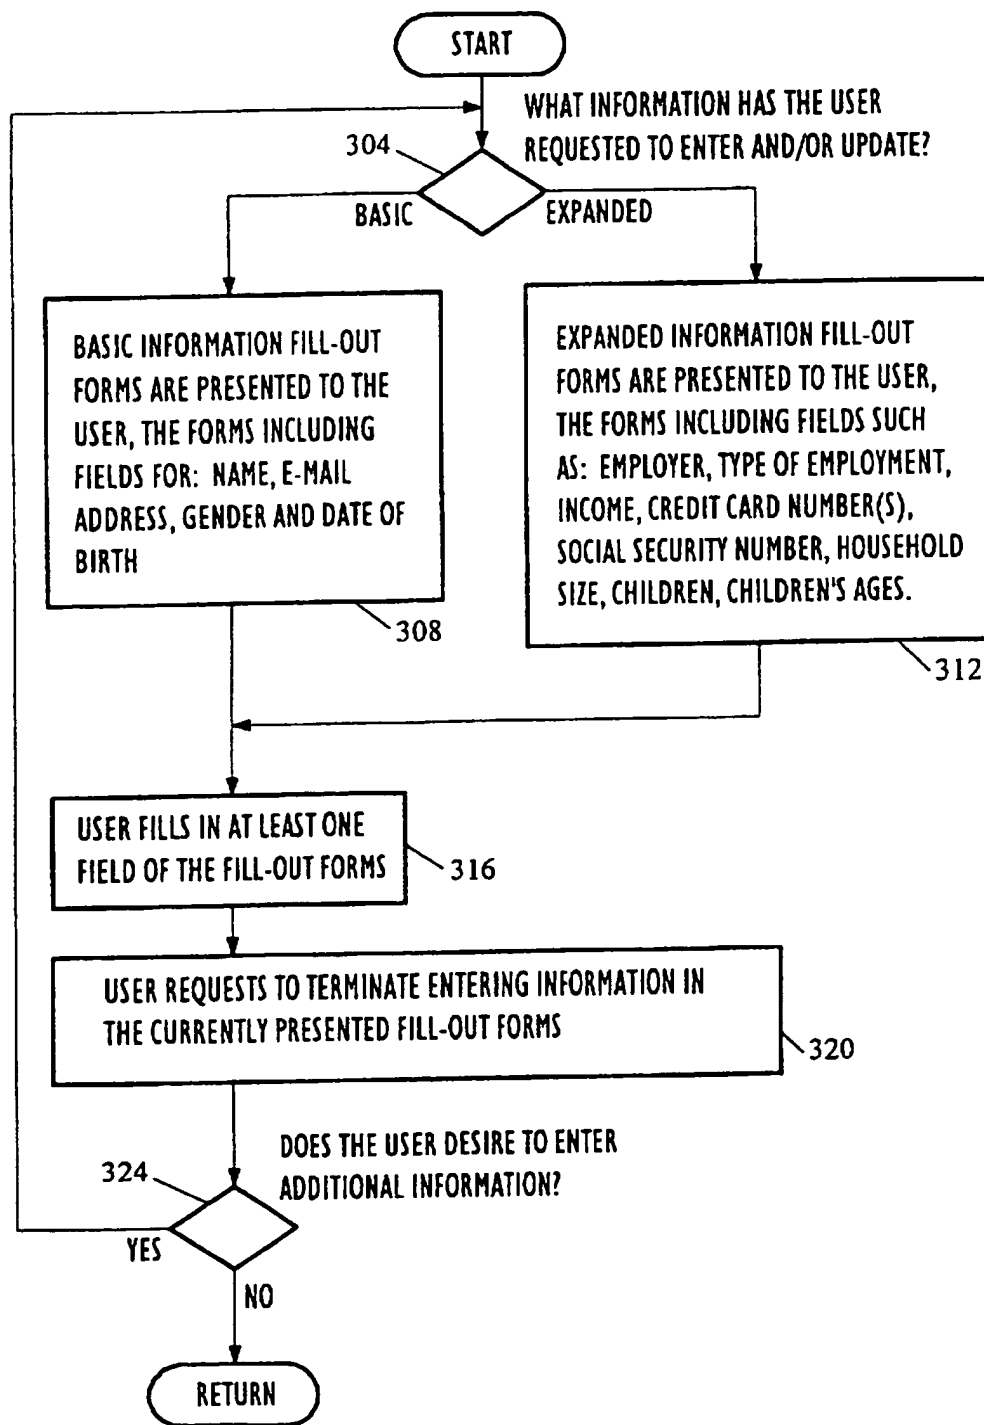 START
WHAT INFORMATION HAS THE USER
REQUESTED TO ENTER AND/OR UPDATE?
304
BASIC
EXPANDED
BASIC INFORMATION FILL-OUT
FORMS ARE PRESENTED TO THE
USER, THE FORMS INCLUDING
FIELDS FOR: NAME, E-MAIL
ADDRESS, GENDER AND DATE OF
BIRTH
308
EXPANDED INFORMATION FILL-OUT
FORMS ARE PRESENTED TO THE USER,
THE FORMS INCLUDING FIELDS SUCH
AS: EMPLOYER, TYPE OF EMPLOYMENT,
INCOME, CREDIT CARD NUMBER(S),
SOCIAL SECURITY NUMBER, HOUSEHOLD
SIZE, CHILDREN, CHILDREN'S AGES.
312
USER FILLS IN AT LEAST ONE
FIELD OF THE FILL-OUT FORMS
316
USER REQUESTS TO TERMINATE ENTERING INFORMATION IN
THE CURRENTLY PRESENTED FILL-OUT FORMS
320
DOES THE USER DESIRE TO ENTER
ADDITIONAL INFORMATION?
324
YES
NO
RETURN